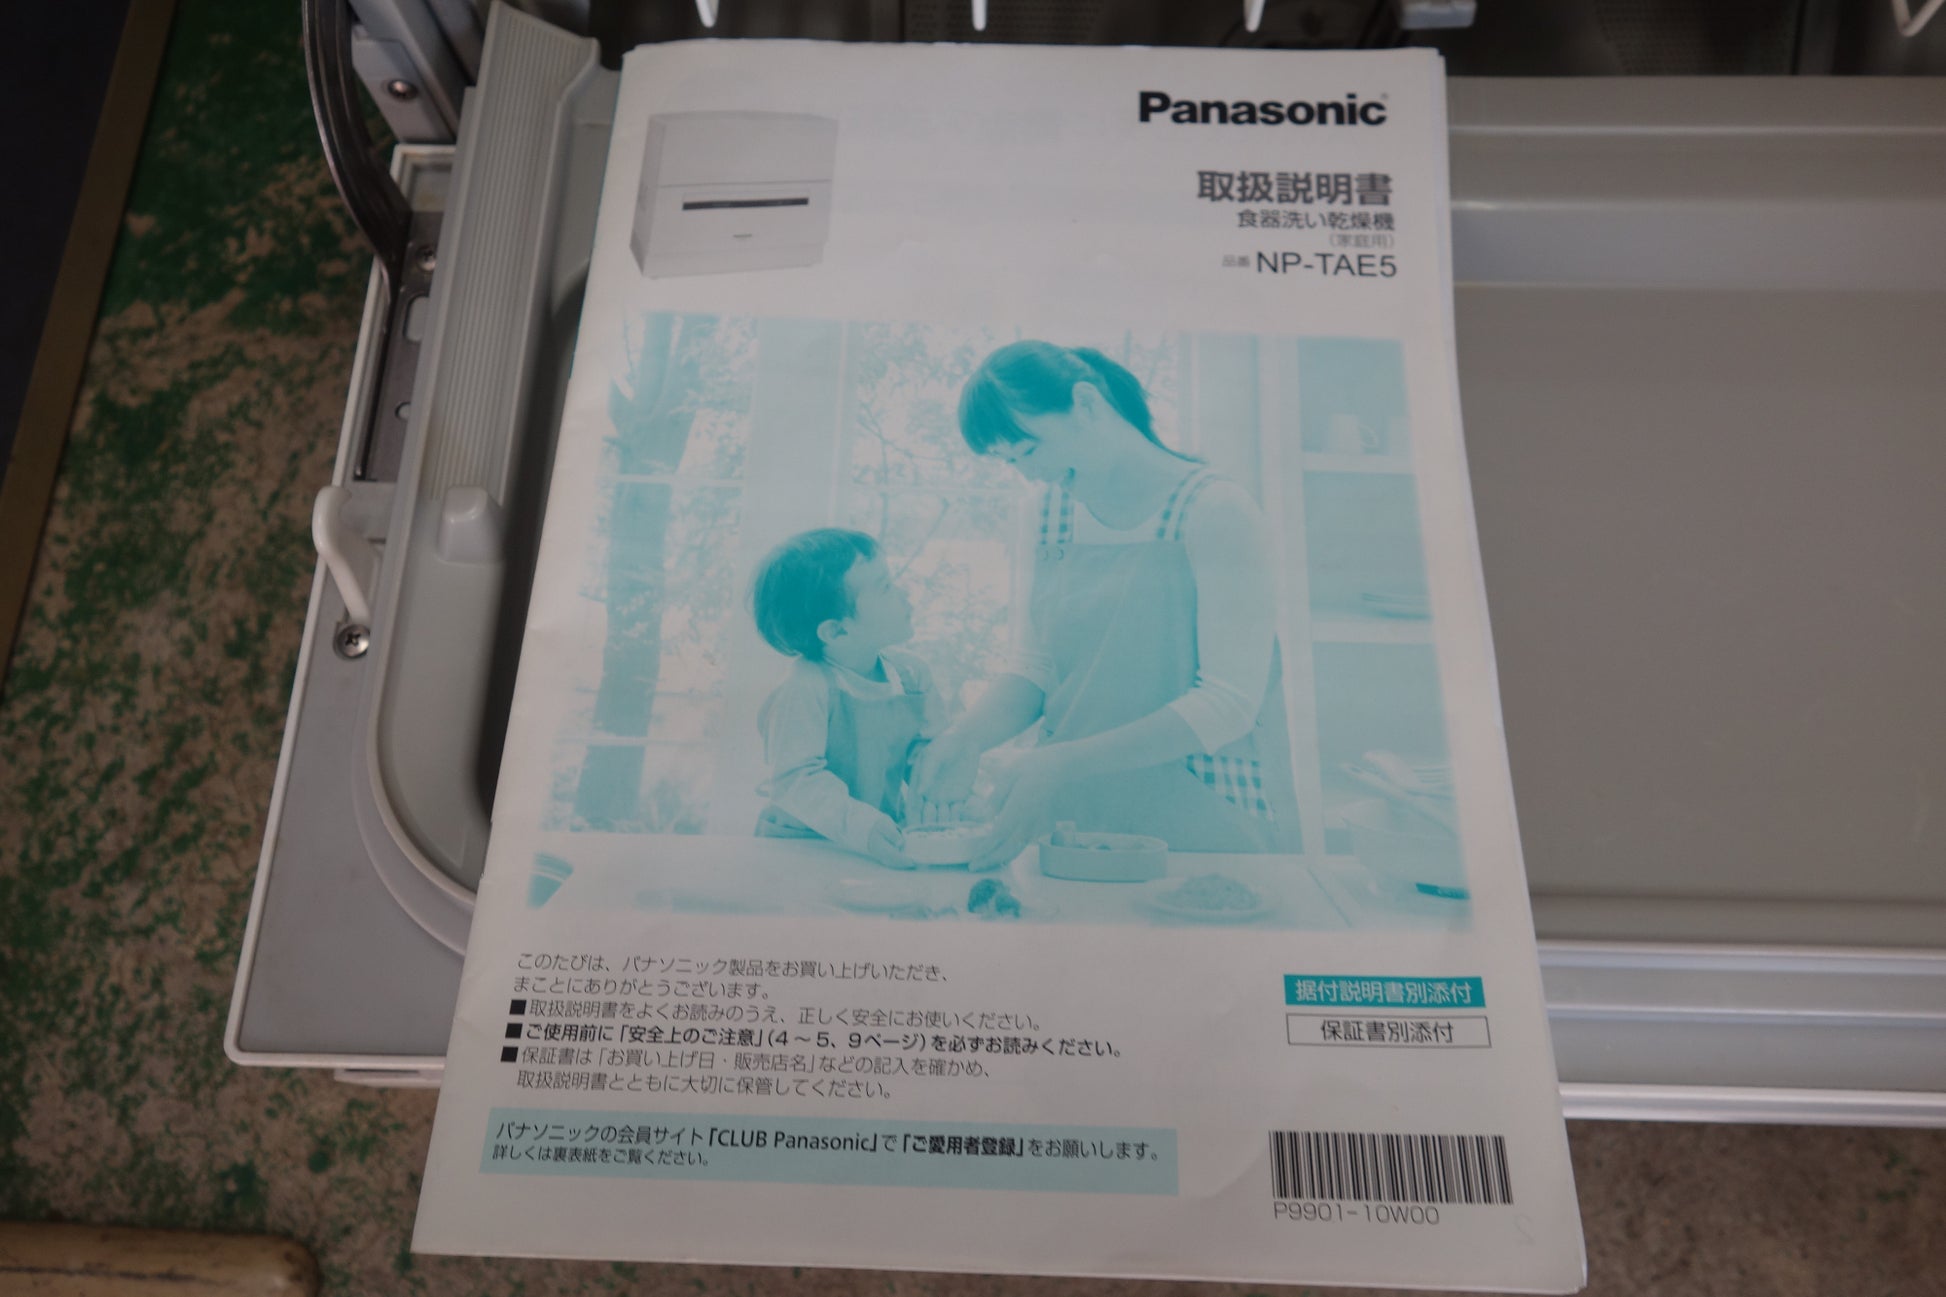 Panasonic
取扱説明書
食器洗い乾燥機
(家庭用)
品番 NP-TAE5
このたびは、パナソニック製品をお買い上げいただき、
まことにありがとうございます。
■取扱説明書をよくお読みのうえ、正しく安全にお使いください。
■ご使用前に「安全上のご注意」(4～5、9ページ)を必ずお読みください。
■保証書は「お買い上げ日・販売店名」などの記入を確かめ、
取扱説明書とともに大切に保管してください。
据付説明書別添付
保証書別添付
パナソニックの会員サイト「CLUB Panasonic」で「ご愛用者登録」をお願いします。
詳しくは裏表紙をご覧ください。
P9901-10W00